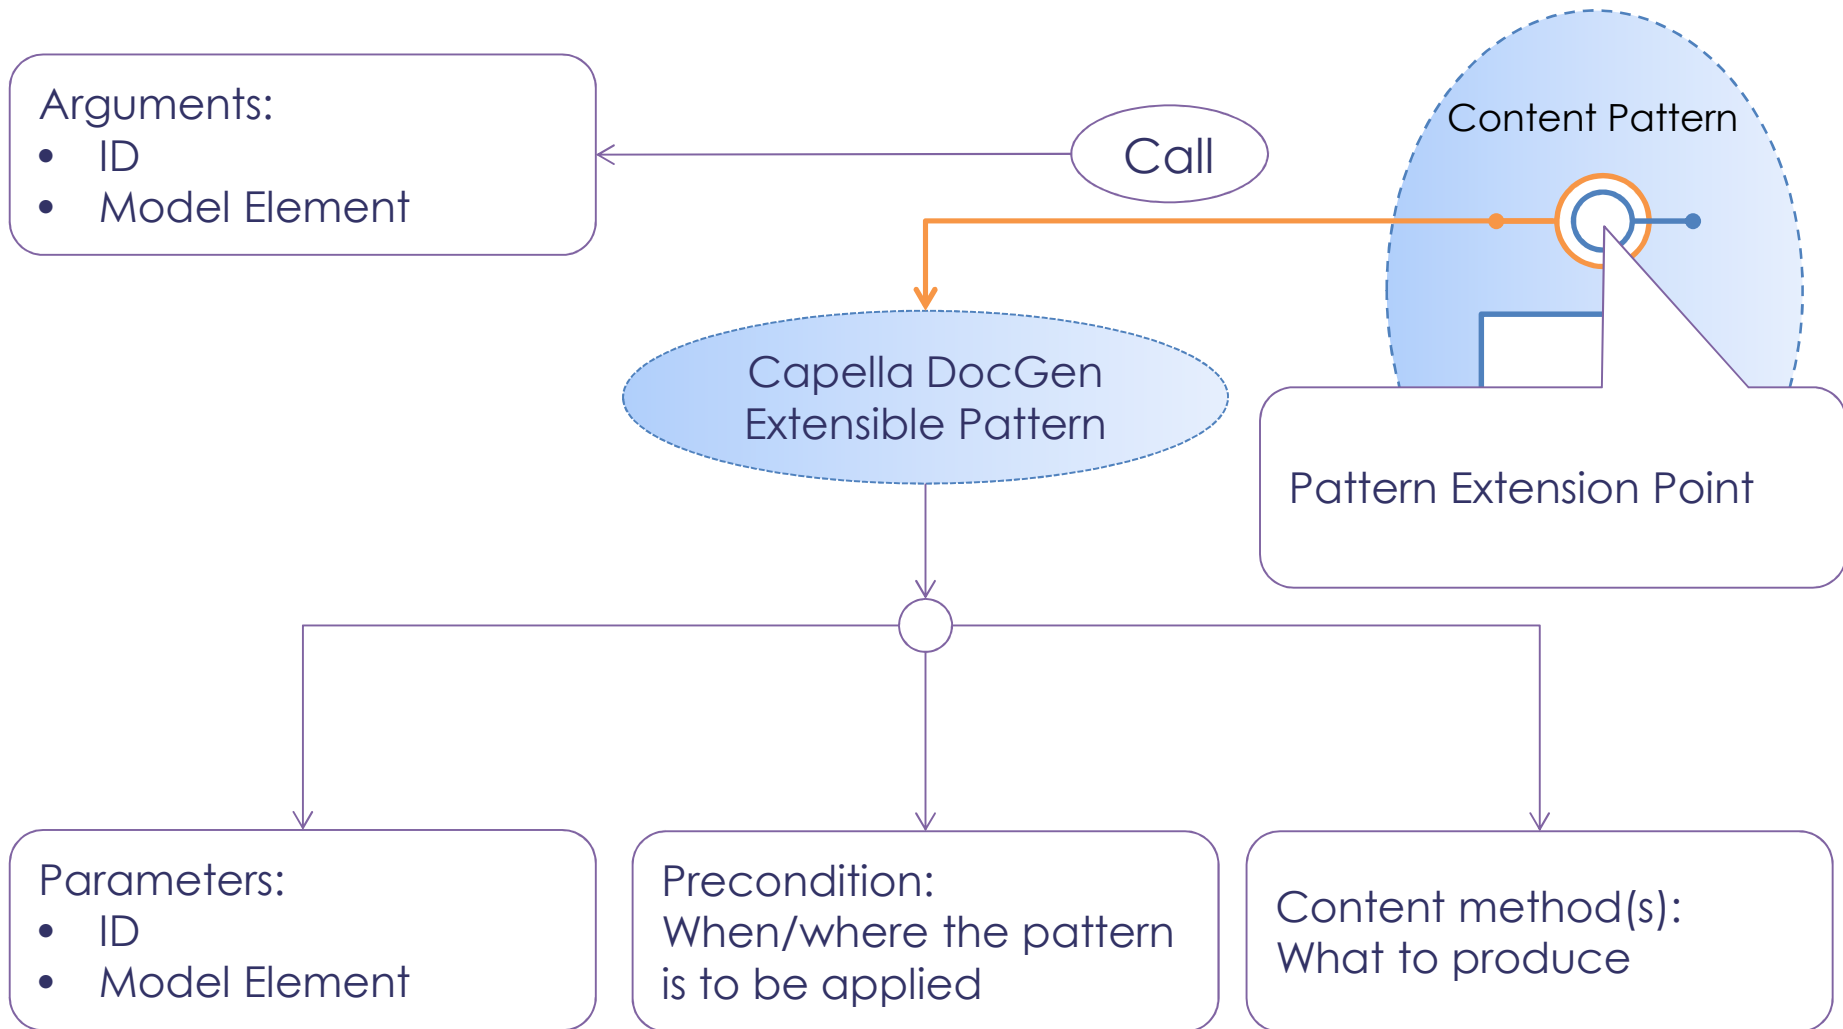 Arguments:
• ID
• Model Element
Call
Content Pattern
Capella DocGen
Extensible Pattern
Pattern Extension Point
Parameters:
• ID
• Model Element
Precondition:
When/where the pattern
is to be applied
Content method(s):
What to produce